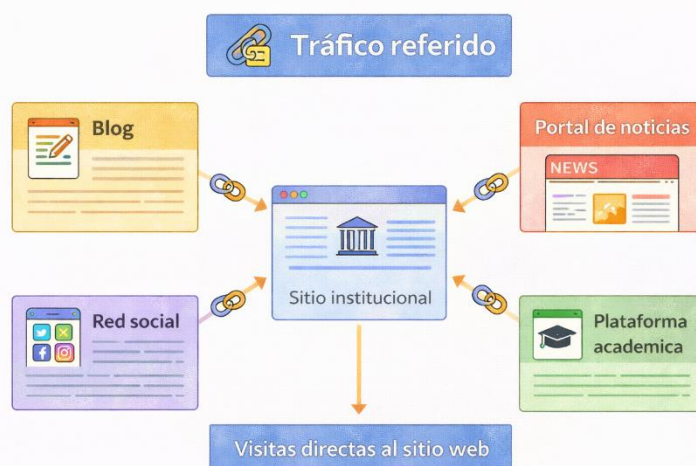 Tráfico referido
Blog
Portal de noticias
NEWS
Sitio institucional
Red social
Plataforma
academica
Visitas directas al sitio web